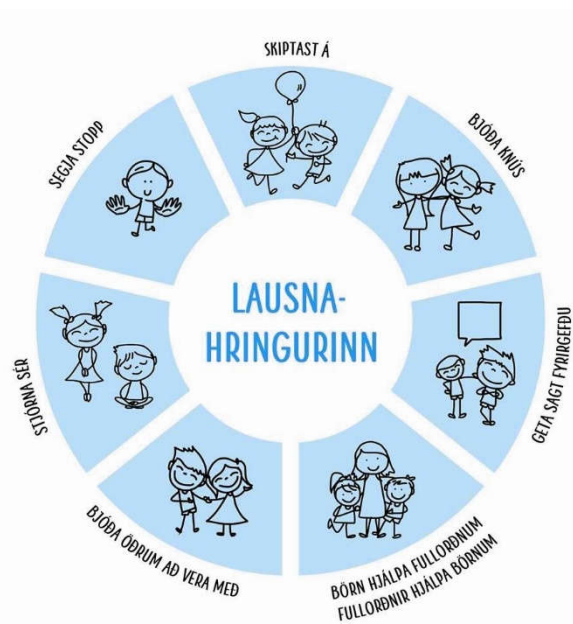 SKIPTAST Á
BJÓÐA KNÚS
GETA SAGT FYRIRGEFÐU
BÖRN HJÁLPA FULLORÐNUM
FULLORÐNIR HJÁLPA BÖRNUM
BJÓÐA ÖÐRUM AÐ VERA MEÐ
STJÓRNA SÉR
SEGJA STOPP
LAUSNA-
HRINGURINN